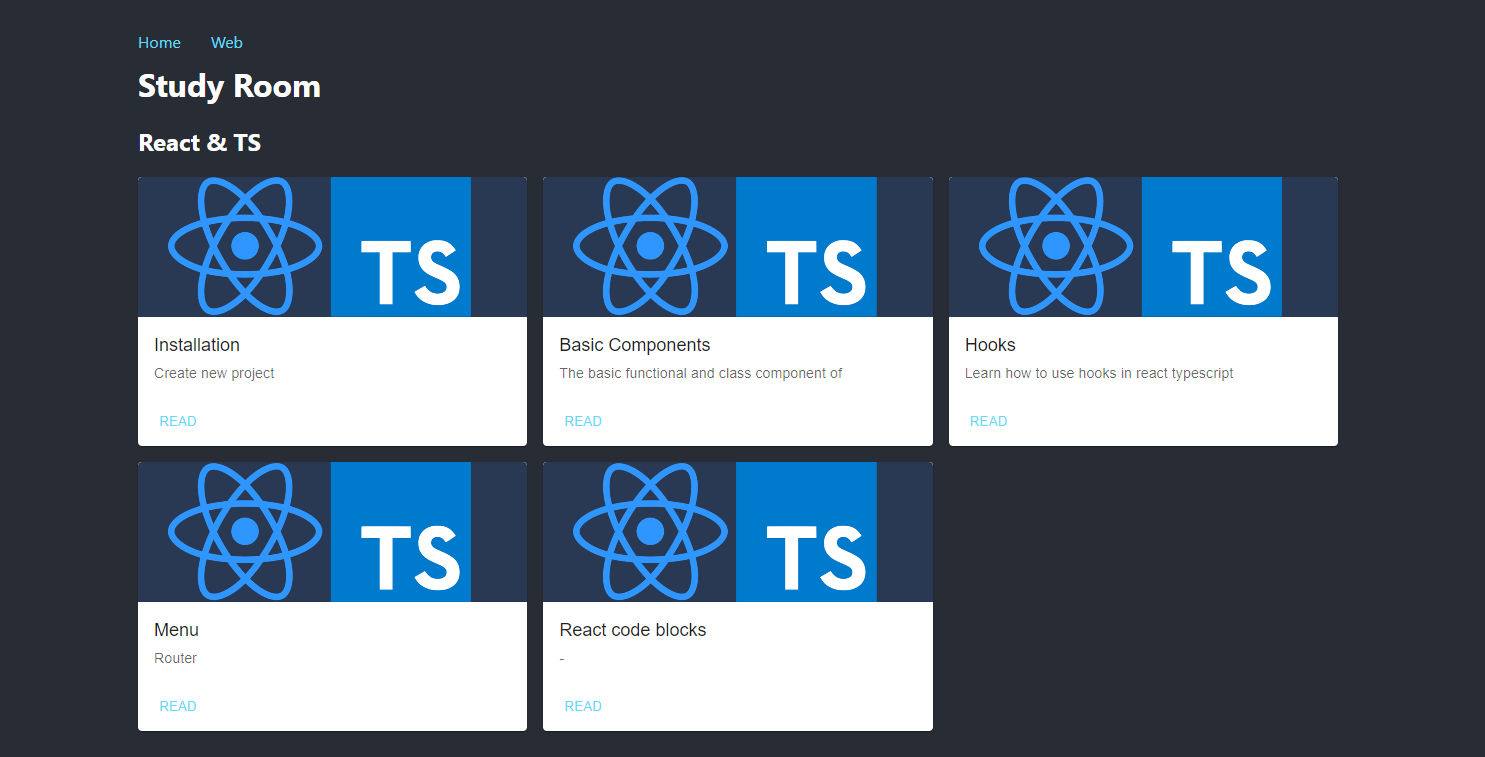 Home Web
Study Room
React & TS
TS TS TS
Installation
Create new project
READ
Basic Components
The basic functional and class component of
READ
Hooks
Learn how to use hooks in react typescript
READ
TS TS
Menu
Router
READ
React code blocks
-
READ